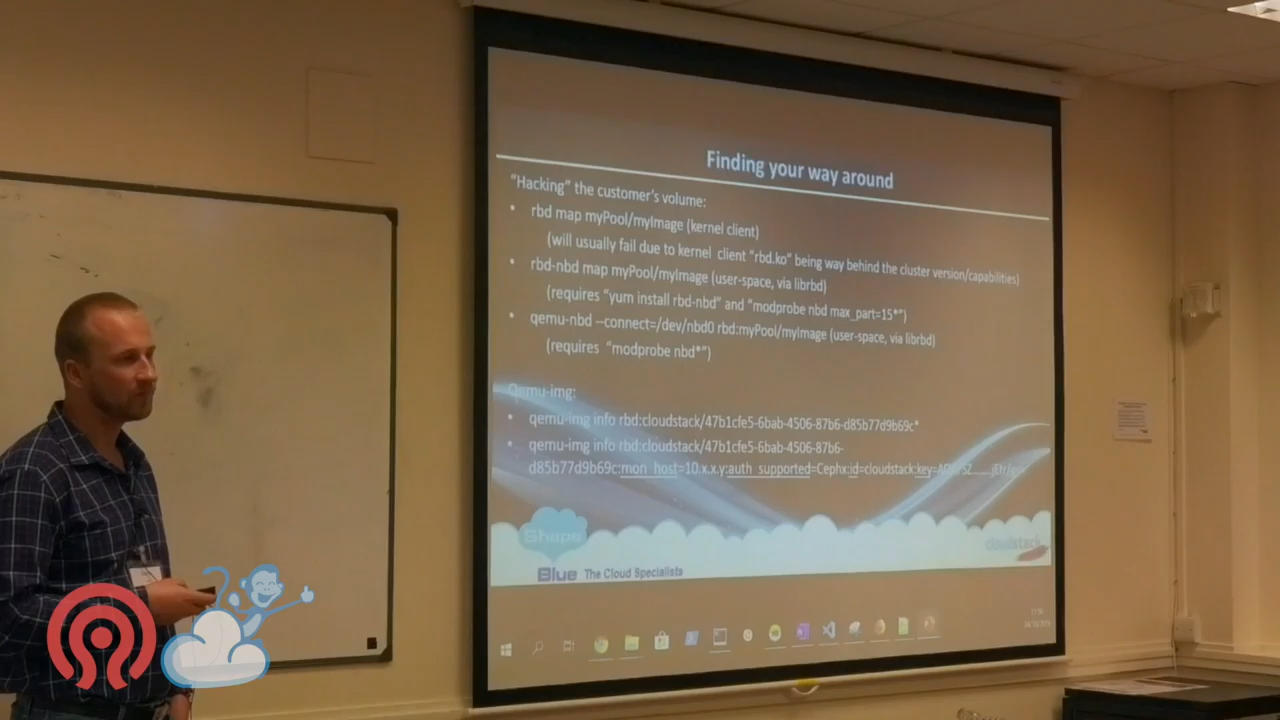 Finding your way around
"Hacking" the customer's volume:
• rbd map myPool/myImage (kernel client)
(will usually fail due to kernel client "rbd.ko" being way behind the cluster version/capabilities)
• rbd-nbd map myPool/myImage (user-space, via librbd)
(requires "yum install rbd-nbd" and "modprobe nbd max_part=15*")
• qemu-nbd --connect=/dev/nbd0 rbd:myPool/myImage (user-space, via librbd)
(requires "modprobe nbd*")
Qemu-img:
• qemu-img info rbd:cloudstack/47b1cfe5-6bab-4506-87b6-d85b77d9b69c*
• qemu-img info rbd:cloudstack/47b1cfe5-6bab-4506-87b6-
d85b77d9b69c:mon_host=10.x.x.y:auth_supported=Cephx:id=cloudstack:key=
Shape
Blue The Cloud Specialists
cloudstack